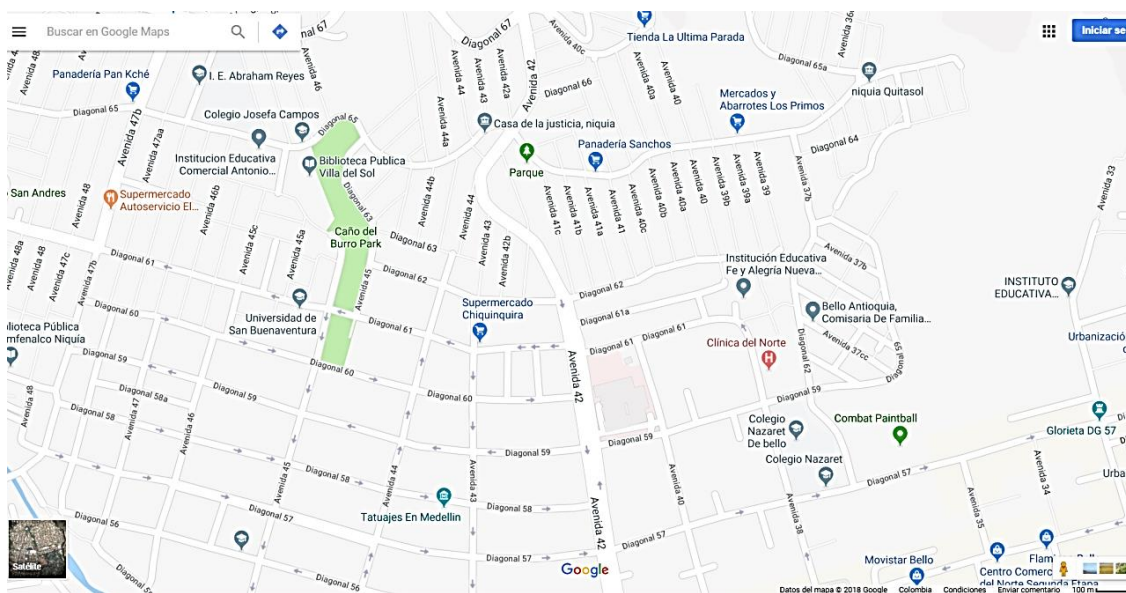 Buscar en Google Maps
nal 67
Diagonal 67
Avenida 42
Avenida 40c
Tienda La Ultima Parada
Avenida 36
Iniciar se
Avenida 48
Panadería Pan Kché
I. E. Abraham Reyes
Avenida 46
Avenida 44
Avenida 43
Avenida 42a
Diagonal 66
Avenida 40a
Avenida 40
Diagonal 65a
niquia Quitasol
Mercados y
Abarrotes Los Primos
Diagonal 65
Avenida 47b
Avenida 47aa
Colegio Josefa Campos
Diagonal 65
Avenida 44a
Casa de la justicia, niquia
Panadería Sanchos
Diagonal 64
Institucion Educativa
Comercial Antonio...
Biblioteca Publica
Villa del Sol
Parque
San Andres
Avenida 48
Supermercado
Autoservicio El...
Avenida 46b
Diagonal 63
Avenida 44b
Avenida 44
Avenida 43
Avenida 42b
Avenida 41c
Avenida 41b
Avenida 41a
Avenida 41
Avenida 40c
Avenida 40b
Avenida 40a
Avenida 40
Avenida 39b
Avenida 39a
Avenida 39
Avenida 37b
Avenida 33
Caño del
Burro Park
Diagonal 63
Avenida 48a
Avenida 48
Avenida 47c
Avenida 47b
Diagonal 61
Avenida 45c
Avenida 45a
Avenida 45
Diagonal 62
Institución Educativa
Fe y Alegría Nueva...
Avenida 37b
INSTITUTO
EDUCATIVA...
Diagonal 60
Universidad de
San Buenaventura
Diagonal 61
Supermercado
Chiquinquira
Diagonal 62
Diagonal 61a
Diagonal 61
Bello Antioquia,
Comisaria De Familia...
blioteca Pública
mfenalco Niquía
Diagonal 59
Diagonal 61
Avenida 42
Clínica del Norte
Avenida 37cc
Diagonal 62
Diagonal 59
Urbanizació
Diagonal 60
Diagonal 60
Diagonal 58a
Diagonal 59
Diagonal 58
Avenida 48
Avenida 47
Avenida 46
Diagonal 59
Colegio
Nazaret
De bello
Combat Paintball
Glorieta DG 57
Diagonal 59
Diagonal 59
Colegio Nazaret
Diagonal 57
Avenida 45
Avenida 44
Avenida 43
Diagonal 58
Diagonal 58
Tatuajes En Medellin
Avenida 42
Avenida 40
Avenida 38
Avenida 35
Avenida 34
Urba
Diagonal 56
Diagonal 57
Diagonal 57
Diagonal 57
Diagonal 56
Movistar Bello
Centro Comerc
del Norte Segunda Etapa
Satélite
Google
Datos del mapa © 2018 Google Colombia Condiciones Enviar comentario 100 m